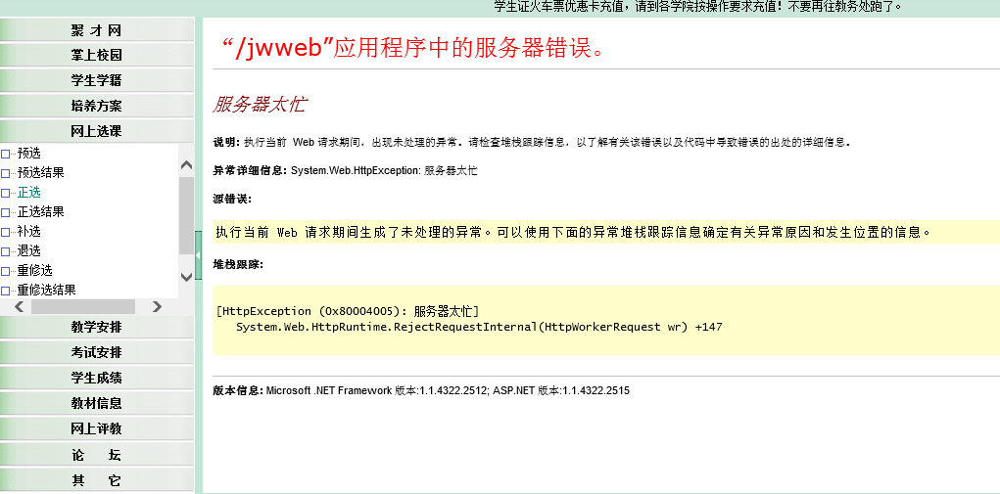 学生证火车票优惠卡充值，请到各学院按操作要求充值！不要再往教务处跑了。
聚 才 网
掌上校园
学生学籍
培养方案
网上选课
预选
预选结果
正选
正选结果
补选
退选
重修选
重修选结果
教学安排
考试安排
学生成绩
教材信息
网上评教
论 坛
其 它
“/jwweb”应用程序中的服务器错误。
服务器太忙
说明: 执行当前 Web 请求期间，出现未处理的异常。请检查堆栈跟踪信息，以了解有关该错误以及代码中导致错误的出处的详细信息。
异常详细信息: System.Web.HttpException: 服务器太忙
源错误:
执行当前 Web 请求期间生成了未处理的异常。可以使用下面的异常堆栈跟踪信息确定有关异常原因和发生位置的信息。
堆栈跟踪:
[HttpException (0x80004005): 服务器太忙]
System.Web.HttpRuntime.RejectRequestInternal(HttpWorkerRequest wr) +147
版本信息: Microsoft .NET Framework 版本:1.1.4322.2512; ASP.NET 版本:1.1.4322.2515